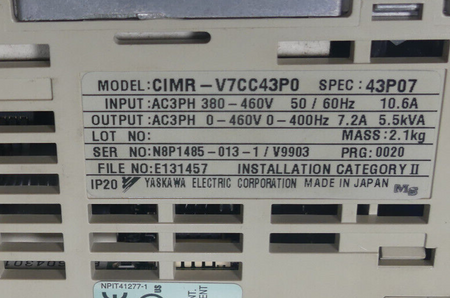 MODEL:CIMR-V7CC43P0 SPEC:43P07
INPUT:AC3PH 380-460V 50/60Hz 10.6A
OUTPUT:AC3PH 0-460V 0-400Hz 7.2A 5.5kVA
LOT NO: MASS:2.1kg
SER NO:N8P1485-013-1/V9903 PRG:0020
FILE NO:E131457 INSTALLATION CATEGORY II
IP20 YASKAWA ELECTRIC CORPORATION MADE IN JAPAN Mg
NPIT41277-1
US